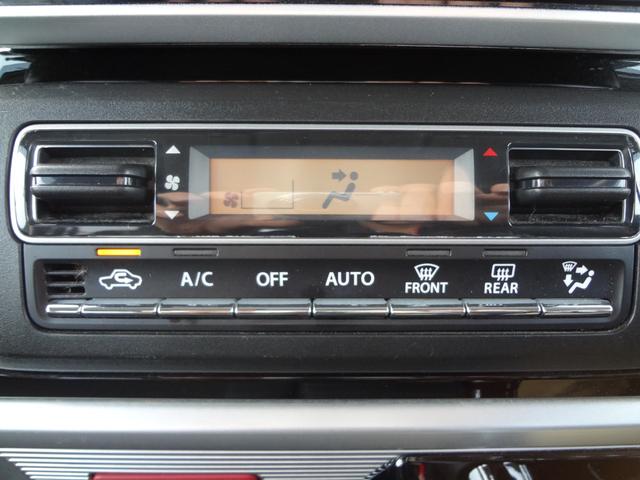 A/C OFF AUTO FRONT REAR